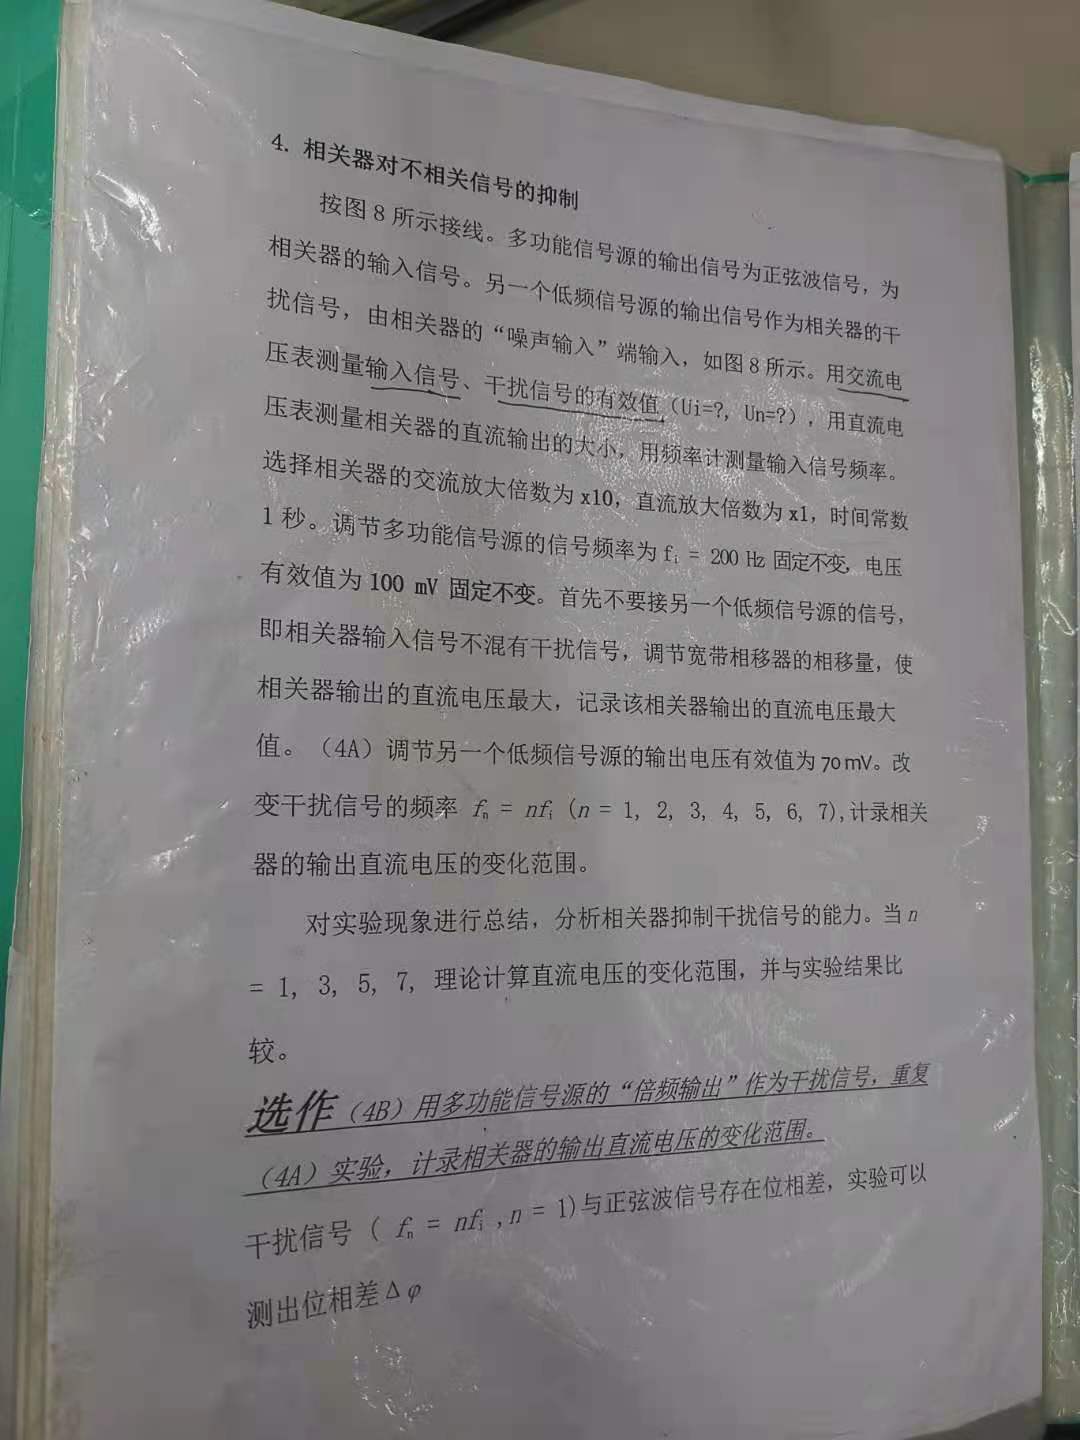 4. 相关器对不相关信号的抑制
按图 8 所示接线。多功能信号源的输出信号为正弦波信号，为
相关器的输入信号。另一个低频信号源的输出信号作为相关器的干
扰信号，由相关器的“噪声输入”端输入，如图 8 所示。用交流电
压表测量输入信号、干扰信号的有效值（Ui=?，Un=?），用直流电
压表测量相关器的直流输出的大小，用频率计测量输入信号频率。
选择相关器的交流放大倍数为 x10，直流放大倍数为 x1，时间常数
1 秒。调节多功能信号源的信号频率为 fi = 200 Hz 固定不变，电压
有效值为 100 mV 固定不变。首先不要接另一个低频信号源的信号，
即相关器输入信号不混有干扰信号，调节宽带相移器的相移量，使
相关器输出的直流电压最大，记录该相关器输出的直流电压最大
值。（4A）调节另一个低频信号源的输出电压有效值为 70 mV。改
变干扰信号的频率 fn = nfi (n = 1, 2, 3, 4, 5, 6, 7),计录相关
器的输出直流电压的变化范围。
对实验现象进行总结，分析相关器抑制干扰信号的能力。当 n
= 1, 3, 5, 7, 理论计算直流电压的变化范围，并与实验结果比
较。
选作（4B）用多功能信号源的“倍频输出”作为干扰信号，重复
（4A）实验，计录相关器的输出直流电压的变化范围。
干扰信号 ( fn = nfi ,n = 1)与正弦波信号存在位相差，实验可以
测出位相差Δφ